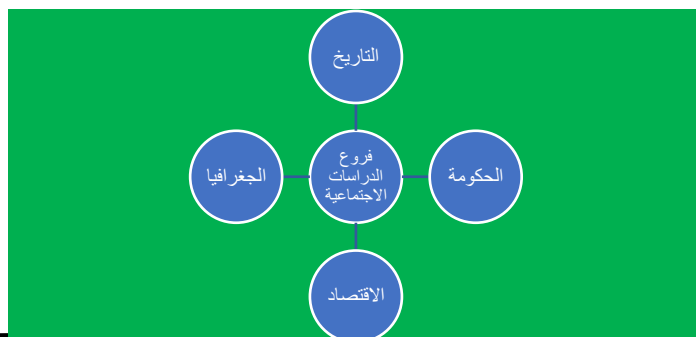 التاريخ
الحكومة
فروع
الدراسات
الاجتماعية
الجغرافيا
الاقتصاد